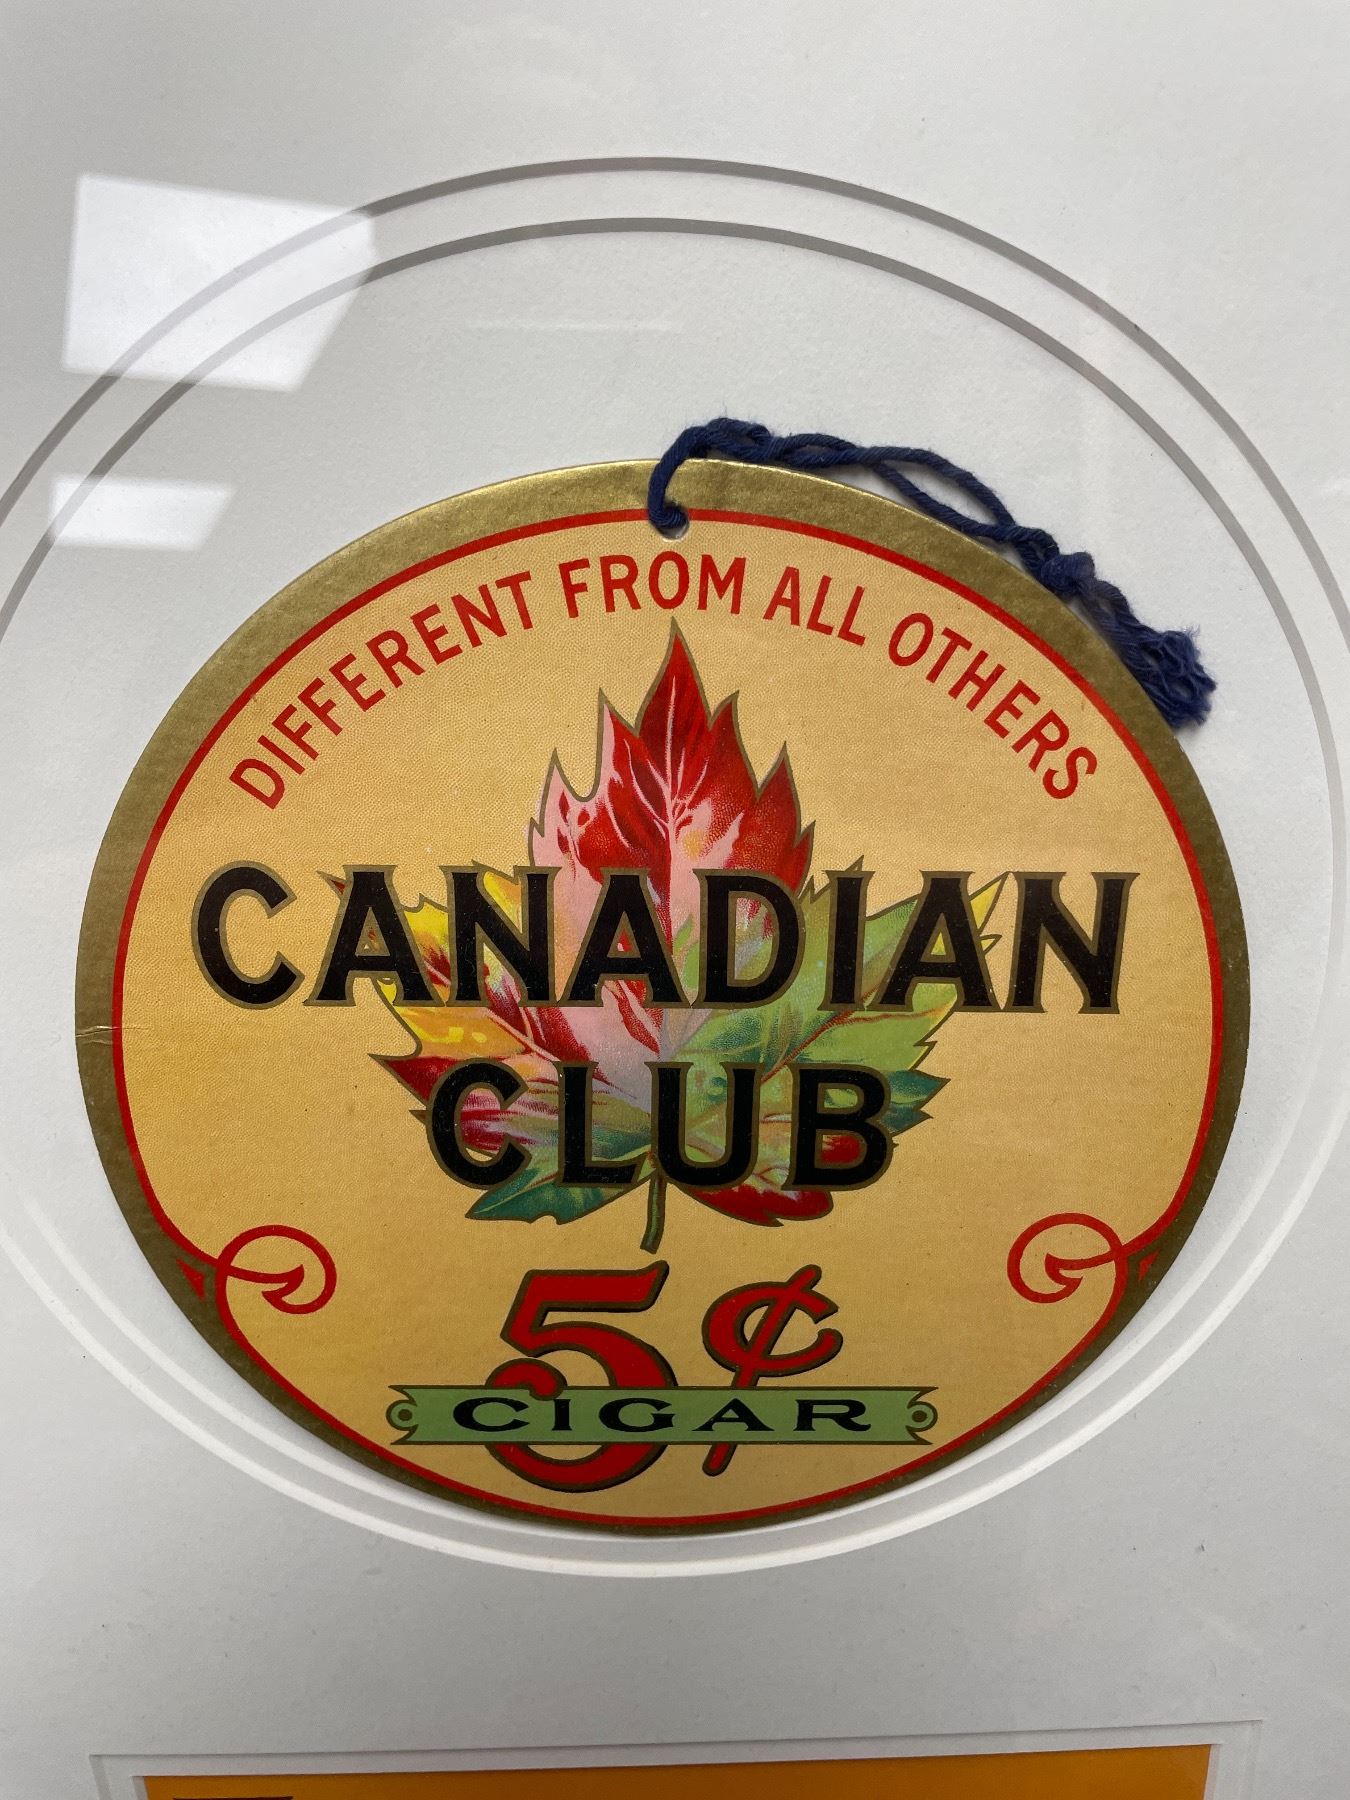 DIFFERENT FROM ALL OTHERS
CANADIAN
CLUB
5¢
CIGAR